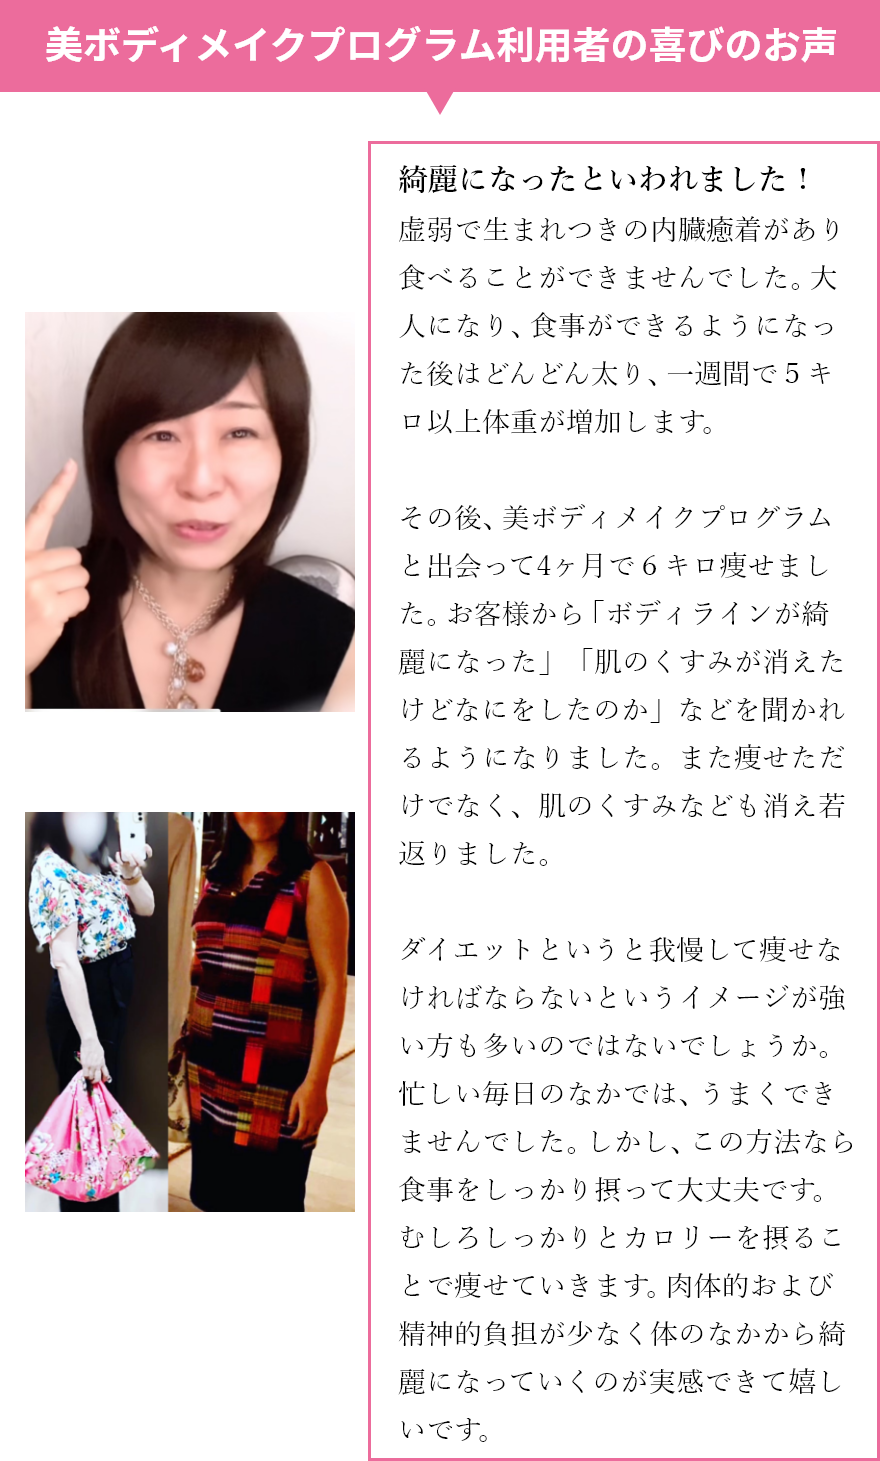 美ボディメイクプログラム利用者の喜びのお声
綺麗になったといわれました！
虚弱で生まれつきの内臓癒着があり
食べることができませんでした。大
人になり、食事ができるようになっ
た後はどんどん太り、一週間で５キ
ロ以上体重が増加します。
その後、美ボディメイクプログラム
と出会って4ヶ月で６キロ痩せまし
た。お客様から「ボディラインが綺
麗になった」「肌のくすみが消えた
けどなにをしたのか」などを聞かれ
るようになりました。また痩せただ
けでなく、肌のくすみなども消え若
返りました。
ダイエットというと我慢して痩せな
ければならないというイメージが強
い方も多いのではないでしょうか。
忙しい毎日のなかでは、うまくでき
ませんでした。しかし、この方法なら
食事をしっかり摂って大丈夫です。
むしろしっかりとカロリーを摂るこ
とで痩せていきます。肉体的および
精神的負担が少なく体のなかから綺
麗になっていくのが実感できて嬉し
いです。